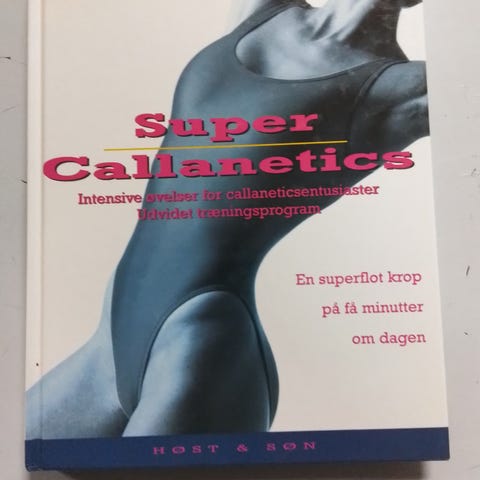 Super
Callanetics
Intensive øvelser for callaneticsentusiaster
Udvidet træningsprogram
En superflot krop
på få minutter
om dagen
HØST & SØN